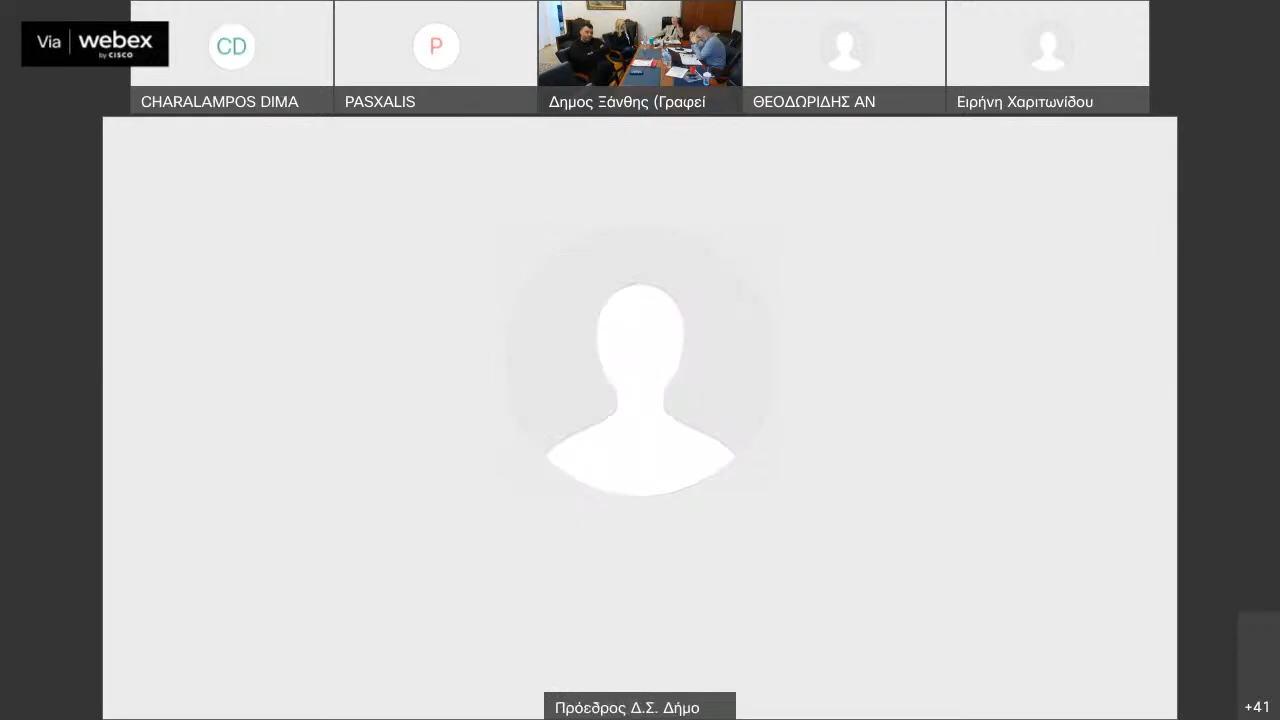 Via webex
by CISCO
CD
P
CHARALAMPOS DIMA
PASXALIS
Δημος Ξάνθης (Γραφεί
ΘΕΟΔΩΡΙΔΗΣ ΑΝ
Ειρήνη Χαριτωνίδου
Πρόεδρος Δ.Σ. Δήμο
+41